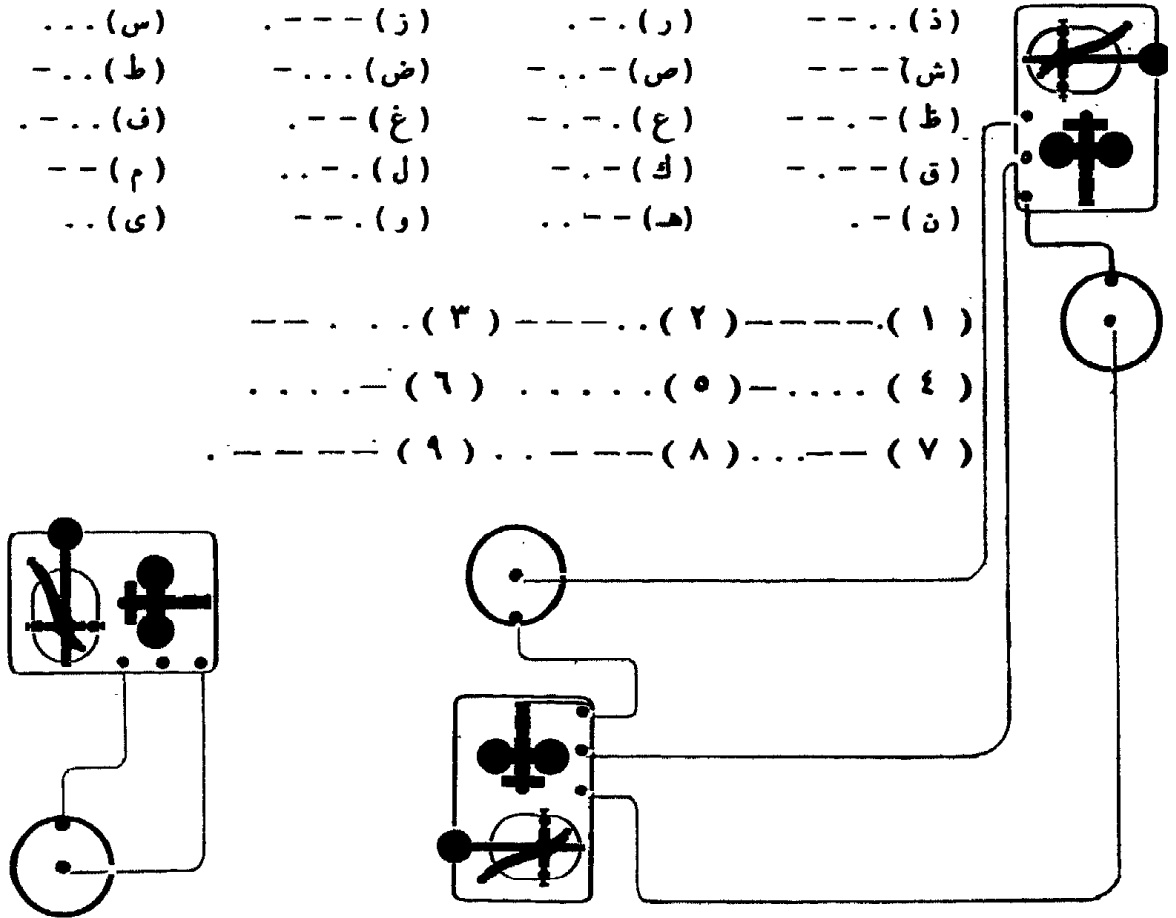 (ذ)..-- (ر).-. (ز)---. (س)...
(ش)--- (ص)-..- (ض)...- (ط)..-
(ظ)-.-- (ع).-.- (غ)--. (ف)..-.
(ق)-.-- (ك)-.- (ل).-.. (م)--
(ن)-. (هـ)--.. (و).-- (ى)..
(١).---- (٢)..--- (٣)...--
(٤)....- (٥)..... (٦)-....
(٧)--... (٨)---.. (٩)----.